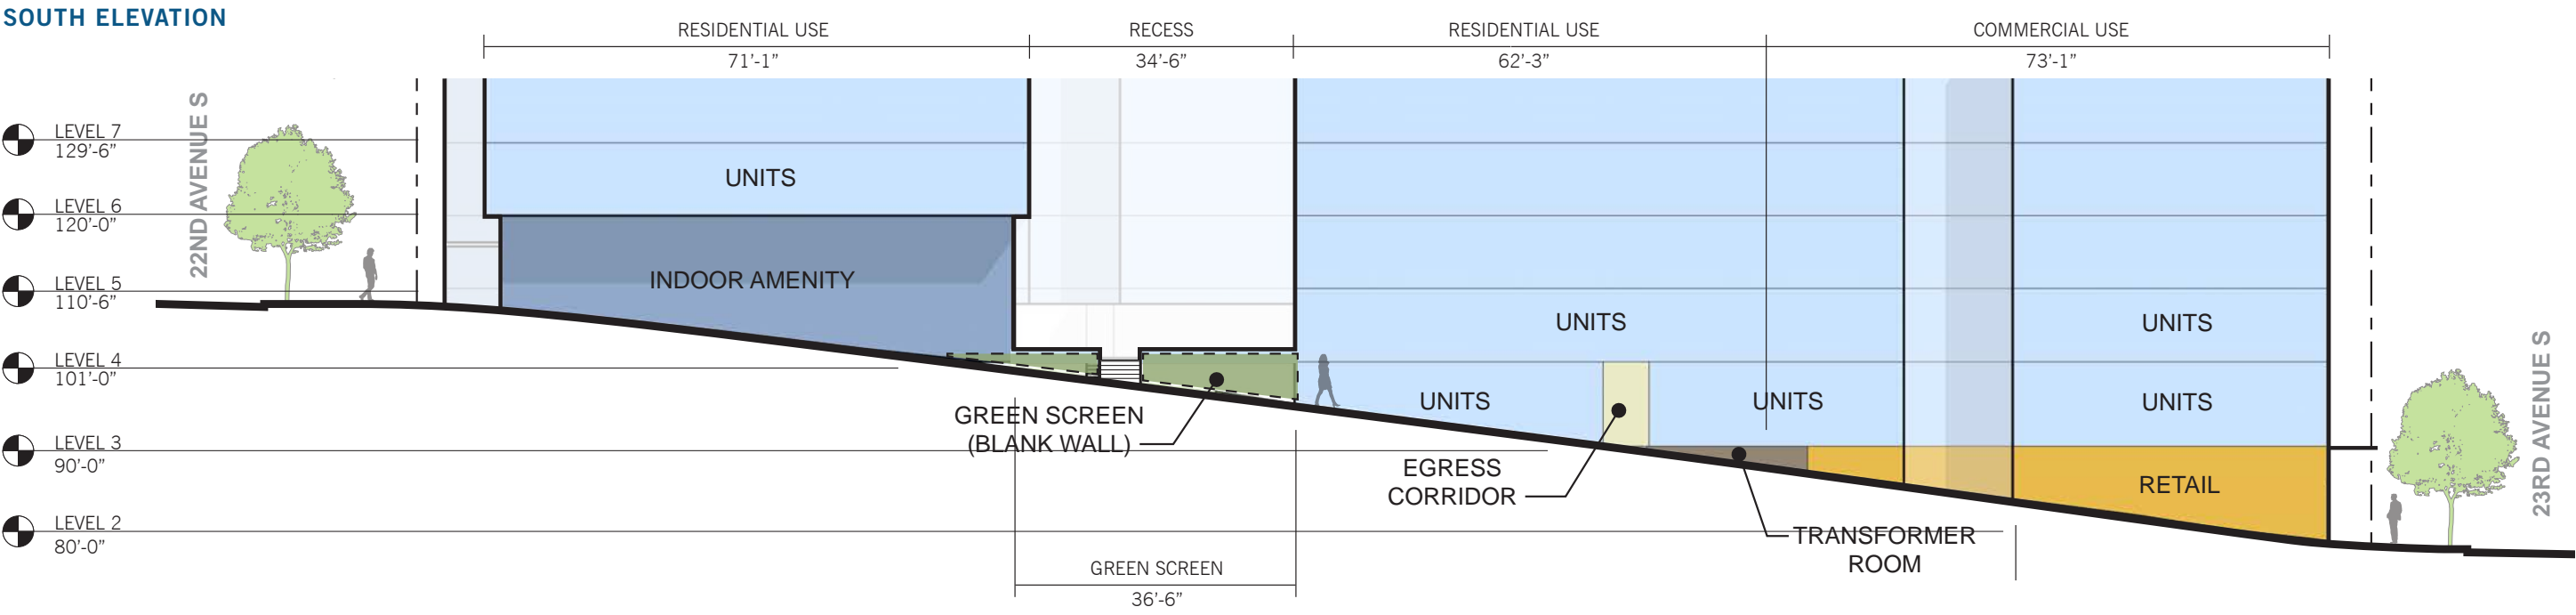 SOUTH ELEVATION
RESIDENTIAL USE
71'-1"
RECESS
34'-6"
RESIDENTIAL USE
62'-3"
COMMERCIAL USE
73'-1"
22ND AVENUE S
LEVEL 7
129'-6"
LEVEL 6
120'-0"
LEVEL 5
110'-6"
LEVEL 4
101'-0"
LEVEL 3
90'-0"
LEVEL 2
80'-0"
UNITS
INDOOR AMENITY
UNITS
UNITS
UNITS
UNITS
UNITS
GREEN SCREEN
(BLANK WALL)
EGRESS
CORRIDOR
RETAIL
TRANSFORMER
ROOM
GREEN SCREEN
36'-6"
23RD AVENUE S